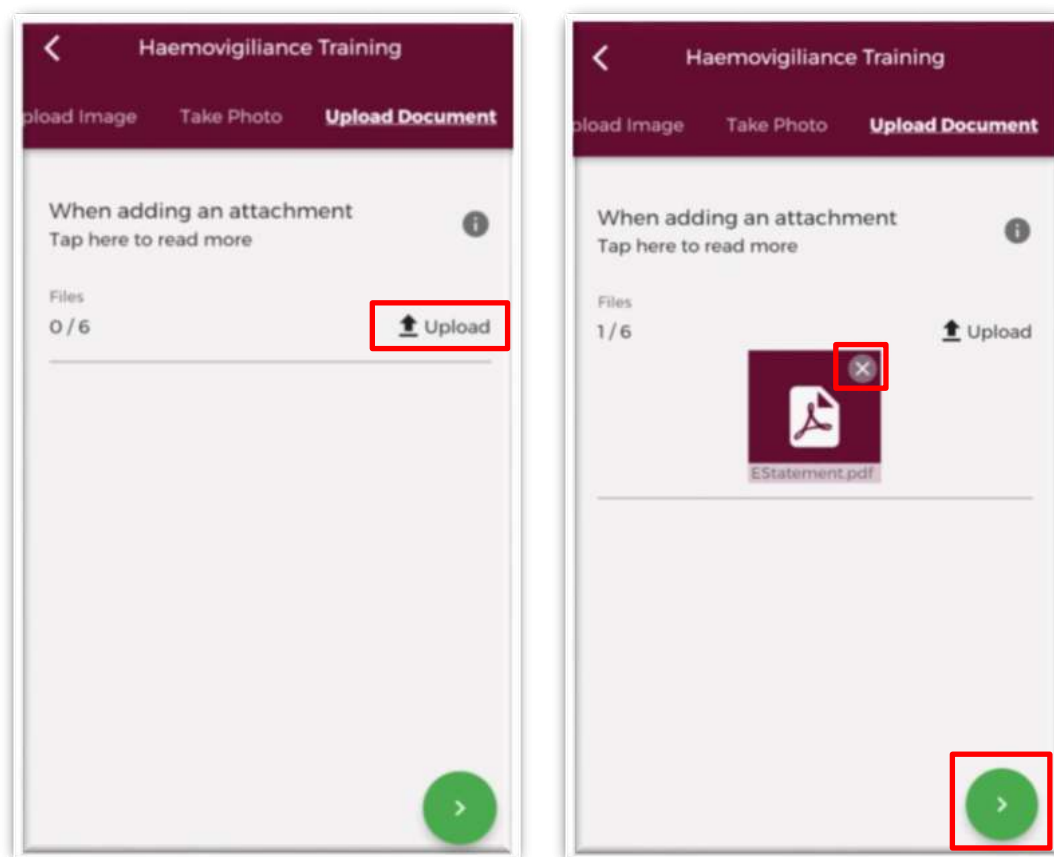 Haemovigiliance Training
pload Image Take Photo Upload Document
When adding an attachment
Tap here to read more
Files
0 / 6 Upload
Haemovigiliance Training
pload Image Take Photo Upload Document
When adding an attachment
Tap here to read more
Files
1 / 6 Upload
EStatement.pdf